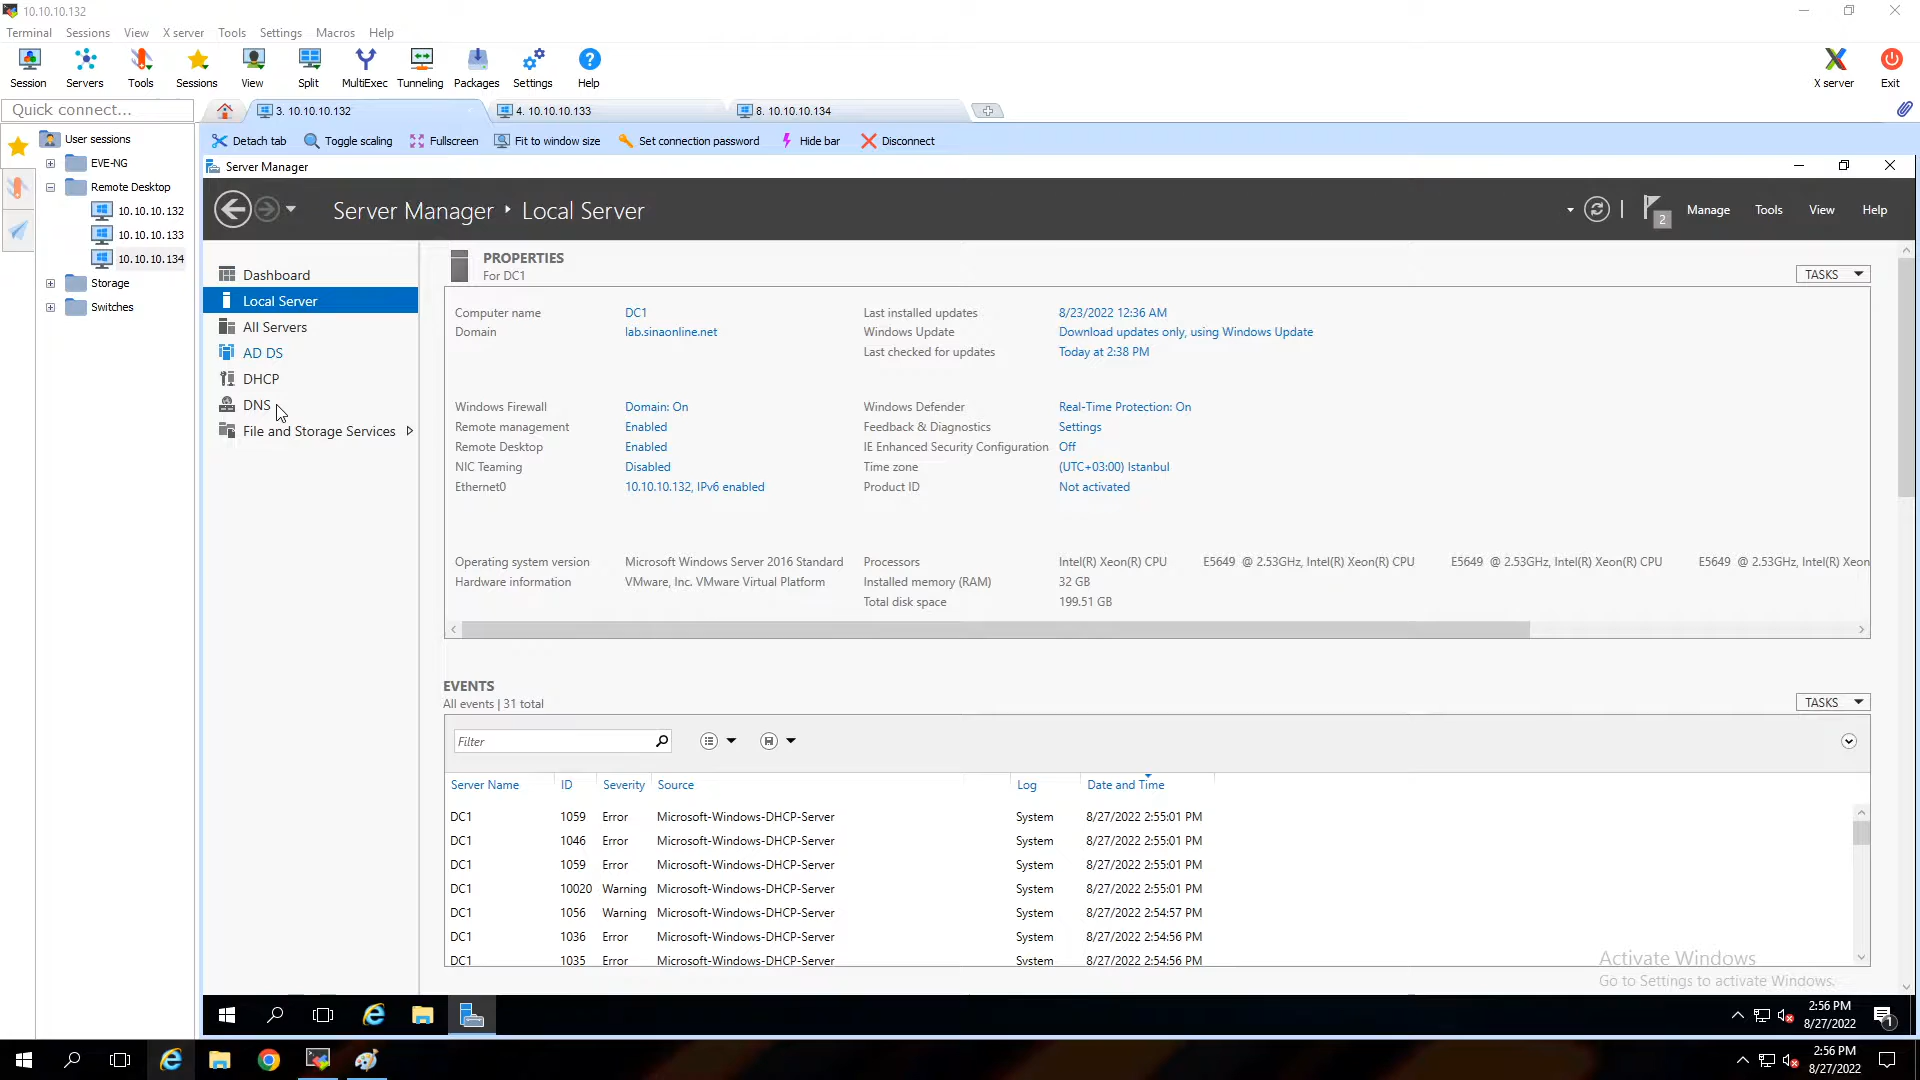 10.10.10.132
Terminal Sessions View X server Tools Settings Macros Help
Session Servers Tools Sessions View Split MultiExec Tunneling Packages Settings Help X server Exit
Quick connect...
3. 10.10.10.132
4. 10.10.10.133
8. 10.10.10.134
Detach tab Toggle scaling Fullscreen Fit to window size Set connection password Hide bar Disconnect
User sessions
EVE-NG
Remote Desktop
10.10.10.132
10.10.10.133
10.10.10.134
Storage
Switches
Server Manager
Server Manager Local Server
2
Manage Tools View Help
Dashboard
Local Server
All Servers
AD DS
DHCP
DNS
File and Storage Services
PROPERTIES
For DC1
TASKS
Computer name DC1 Last installed updates 8/23/2022 12:36 AM
Domain lab.sinaonline.net Windows Update Download updates only, using Windows Update
Last checked for updates Today at 2:38 PM
Windows Firewall Domain: On Windows Defender Real-Time Protection: On
Remote management Enabled Feedback & Diagnostics Settings
Remote Desktop Enabled IE Enhanced Security Configuration Off
NIC Teaming Disabled Time zone (UTC+03:00) Istanbul
Ethernet0 10.10.10.132, IPv6 enabled Product ID Not activated
Operating system version Microsoft Windows Server 2016 Standard Processors Intel(R) Xeon(R) CPU E5649 @ 2.53GHz, Intel(R) Xeon(R) CPU E5649 @ 2.53GHz, Intel(R) Xeon(R) CPU E5649 @ 2.53GHz, Intel(R) Xeon
Hardware information VMware, Inc. VMware Virtual Platform Installed memory (RAM) 32 GB
Total disk space 199.51 GB
EVENTS
All events | 31 total
TASKS
Filter
Server Name ID Severity Source Log Date and Time
DC1 1059 Error Microsoft-Windows-DHCP-Server System 8/27/2022 2:55:01 PM
DC1 1046 Error Microsoft-Windows-DHCP-Server System 8/27/2022 2:55:01 PM
DC1 1059 Error Microsoft-Windows-DHCP-Server System 8/27/2022 2:55:01 PM
DC1 10020 Warning Microsoft-Windows-DHCP-Server System 8/27/2022 2:55:01 PM
DC1 1056 Warning Microsoft-Windows-DHCP-Server System 8/27/2022 2:54:57 PM
DC1 1036 Error Microsoft-Windows-DHCP-Server System 8/27/2022 2:54:56 PM
DC1 1035 Error Microsoft-Windows-DHCP-Server System 8/27/2022 2:54:56 PM
Activate Windows
Go to Settings to activate Windows.
2:56 PM
8/27/2022
1
2:56 PM
8/27/2022